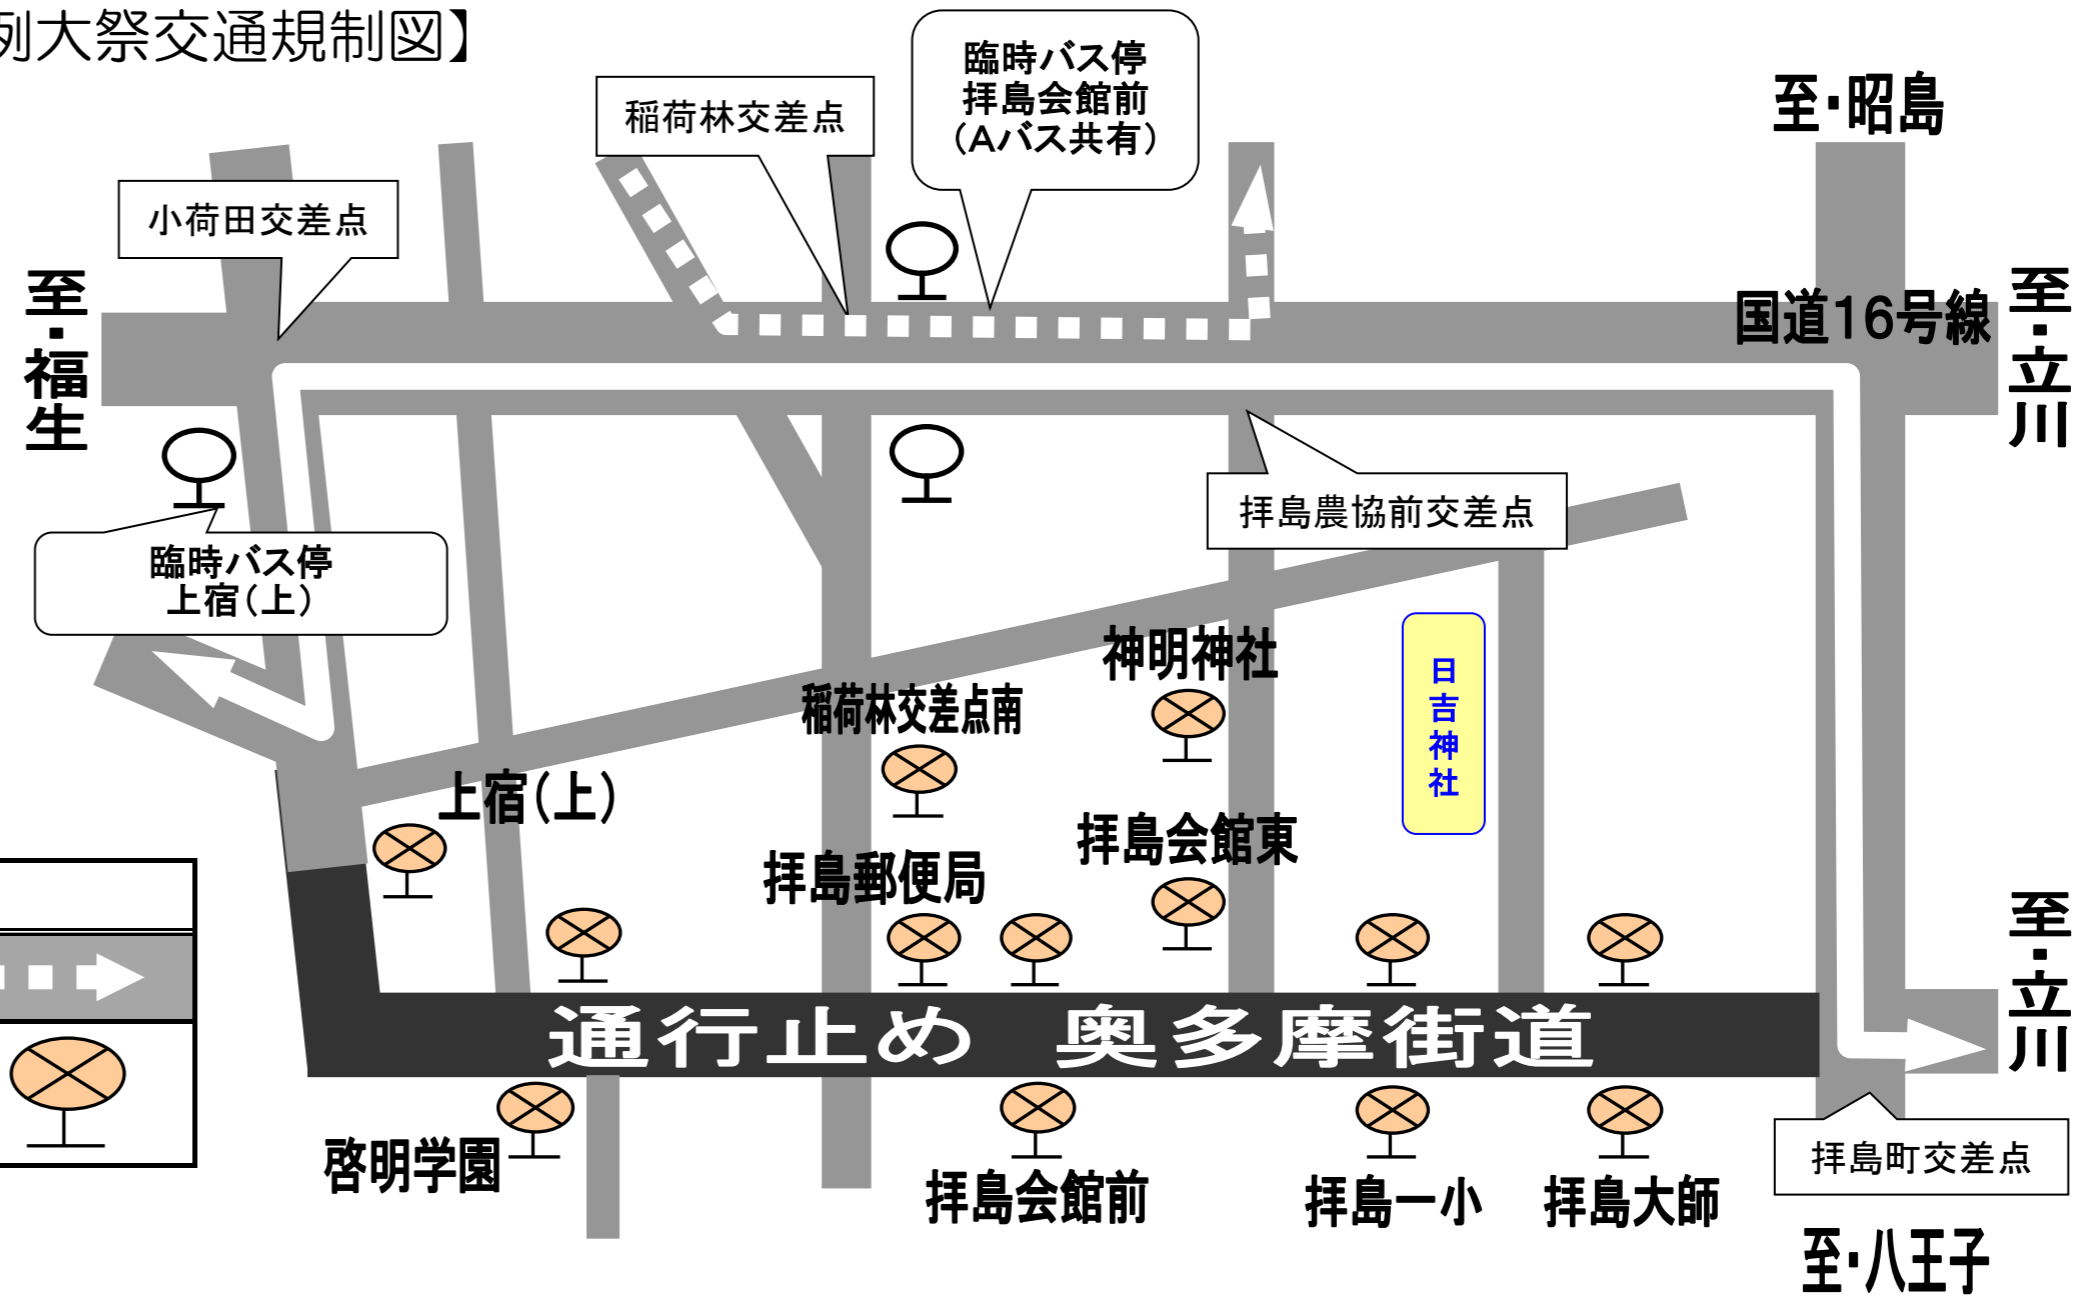 例大祭交通規制図】
臨時バス停
拝島会館前
（Aバス共有）
稲荷林交差点
至・昭島
小荷田交差点
至・福生
国道16号線
至・立川
拝島農協前交差点
臨時バス停
上宿（上）
神明神社
日吉神社
稲荷林交差点南
上宿（上）
拝島会館東
拝島郵便局
至・立川
通行止め　奥多摩街道
啓明学園
拝島会館前
拝島一小
拝島大師
拝島町交差点
至・八王子